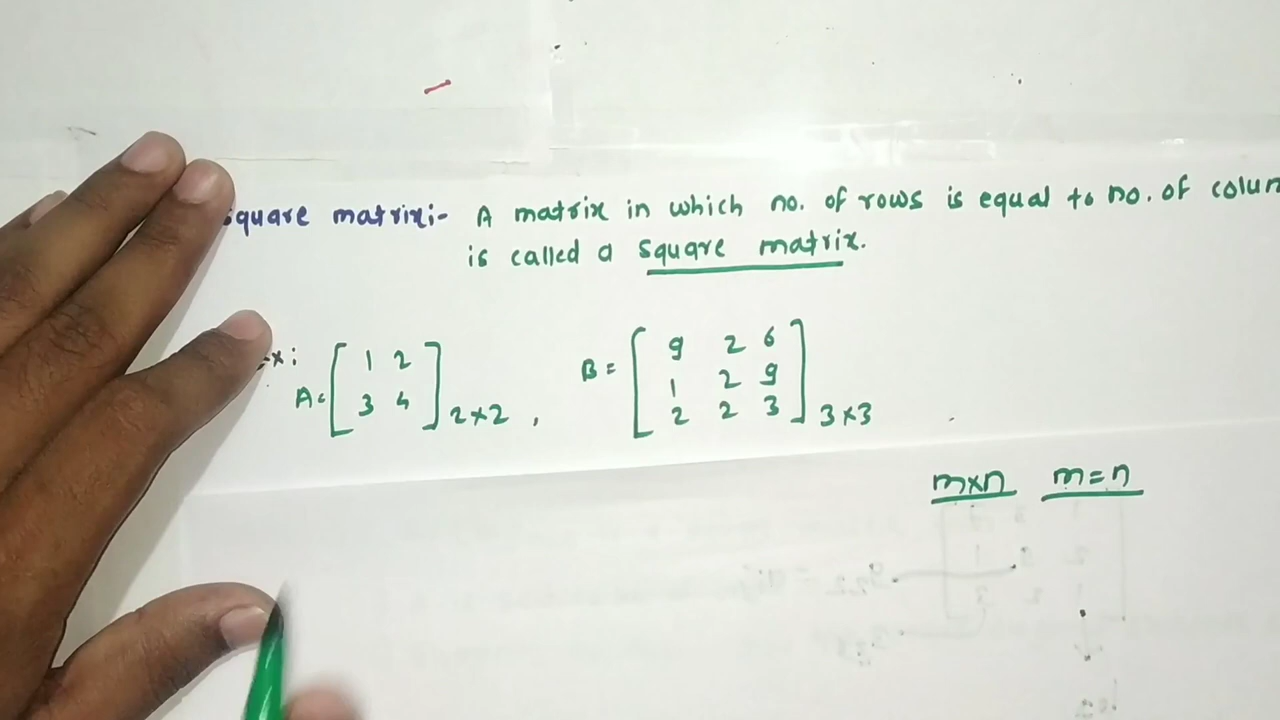 square matrix:- A matrix in which no. of rows is equal to no. of colum
is called a square matrix.
Ex: A= [ 1 2 3 4 ] 2×2 , B= [ 9 2 6 1 2 9 2 2 3 ] 3×3
m×n m=n